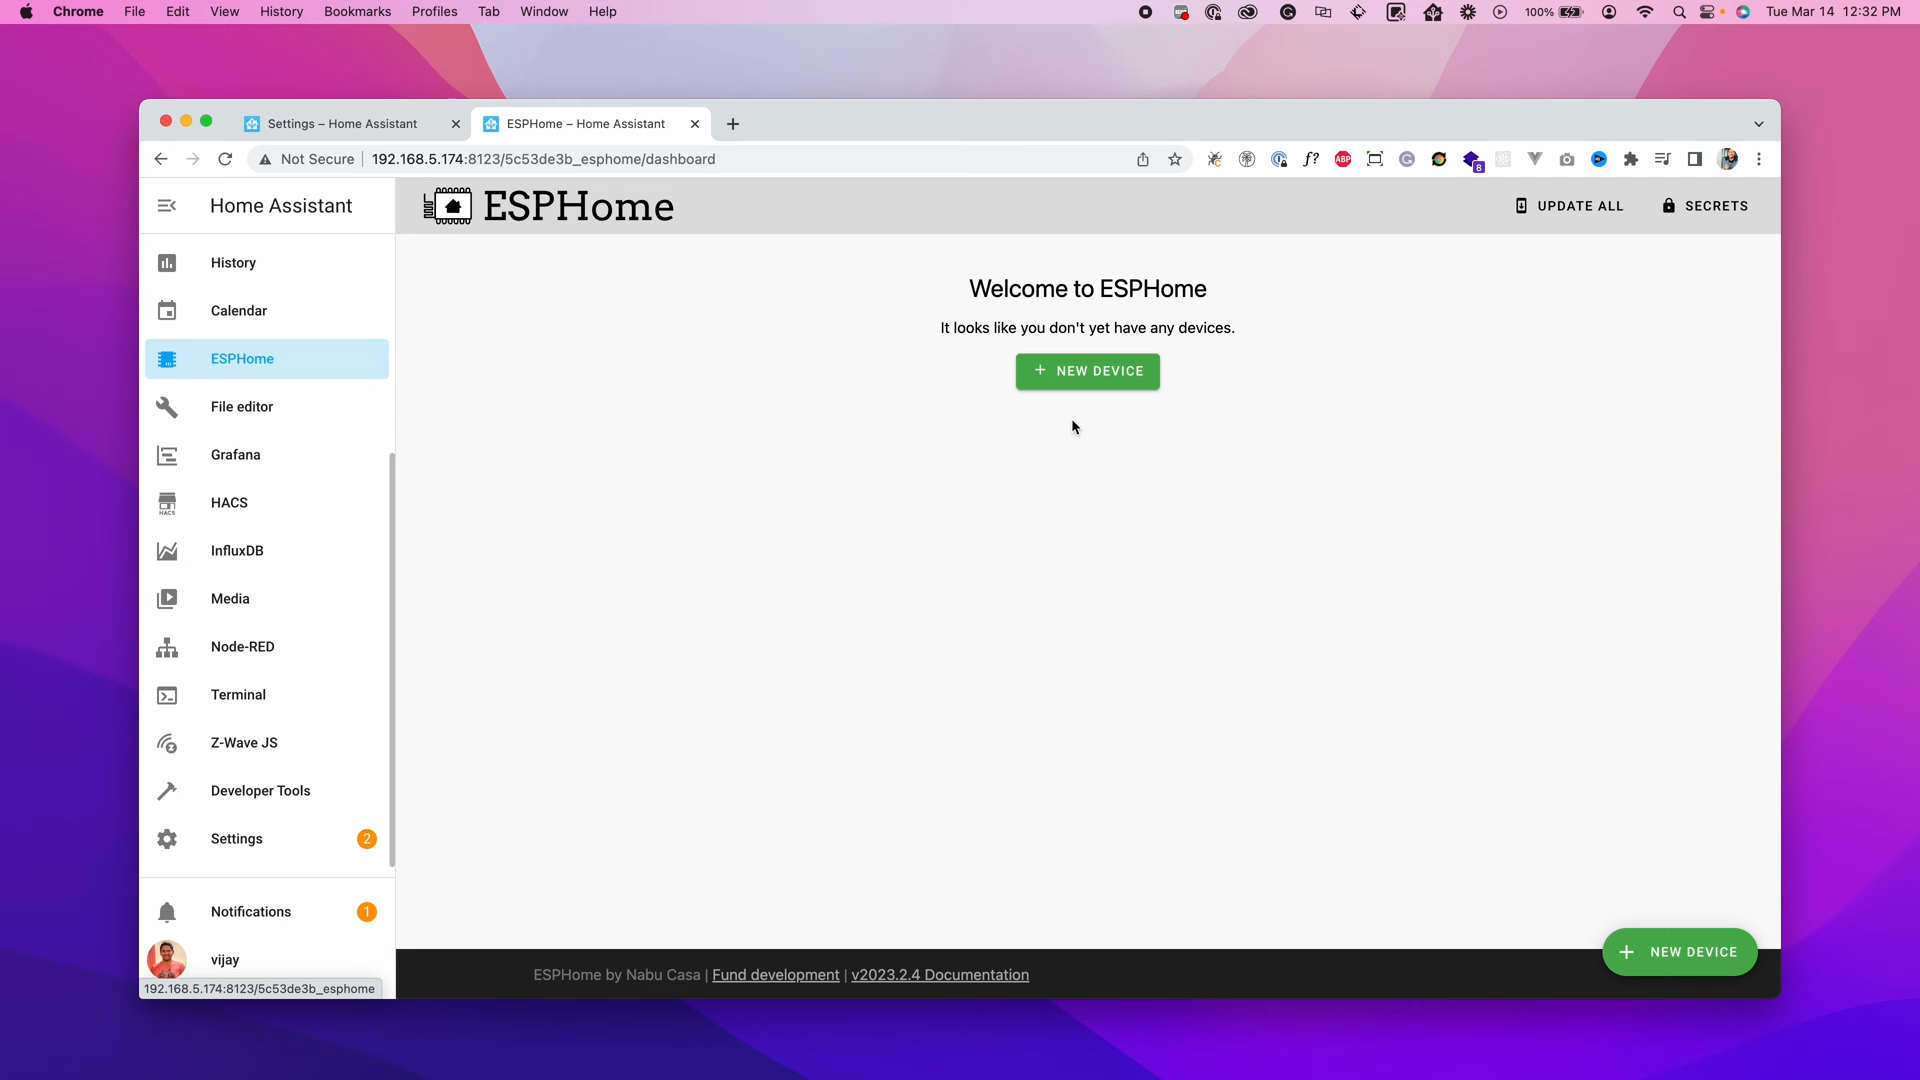 Chrome File Edit View History Bookmarks Profiles Tab Window Help 100% Tue Mar 14 12:32 PM
Settings – Home Assistant ESPHome – Home Assistant
Not Secure 192.168.5.174:8123/5c53de3b_esphome/dashboard f? ABP 8
Home Assistant ESPHome UPDATE ALL SECRETS
History
Calendar
ESPHome
File editor
Grafana
HACS
HACS
InfluxDB
Media
Node-RED
Terminal
Z-Wave JS
Developer Tools
Settings 2
Notifications 1
vijay
192.168.5.174:8123/5c53de3b_esphome
Welcome to ESPHome
It looks like you don't yet have any devices.
+ NEW DEVICE
+ NEW DEVICE
ESPHome by Nabu Casa | Fund development | v2023.2.4 Documentation